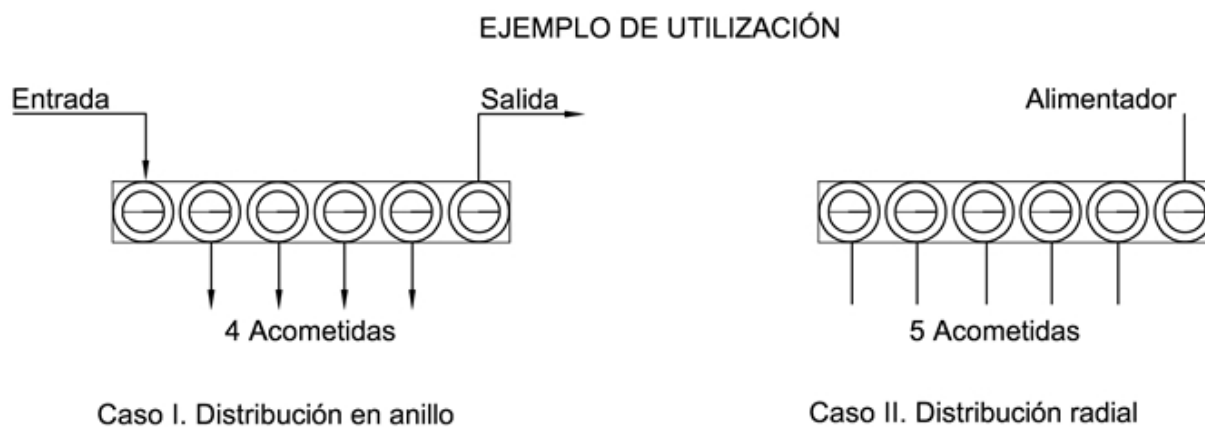 EJEMPLO DE UTILIZACIÓN
Entrada
Salida
Alimentador
4 Acometidas
5 Acometidas
Caso I. Distribución en anillo
Caso II. Distribución radial